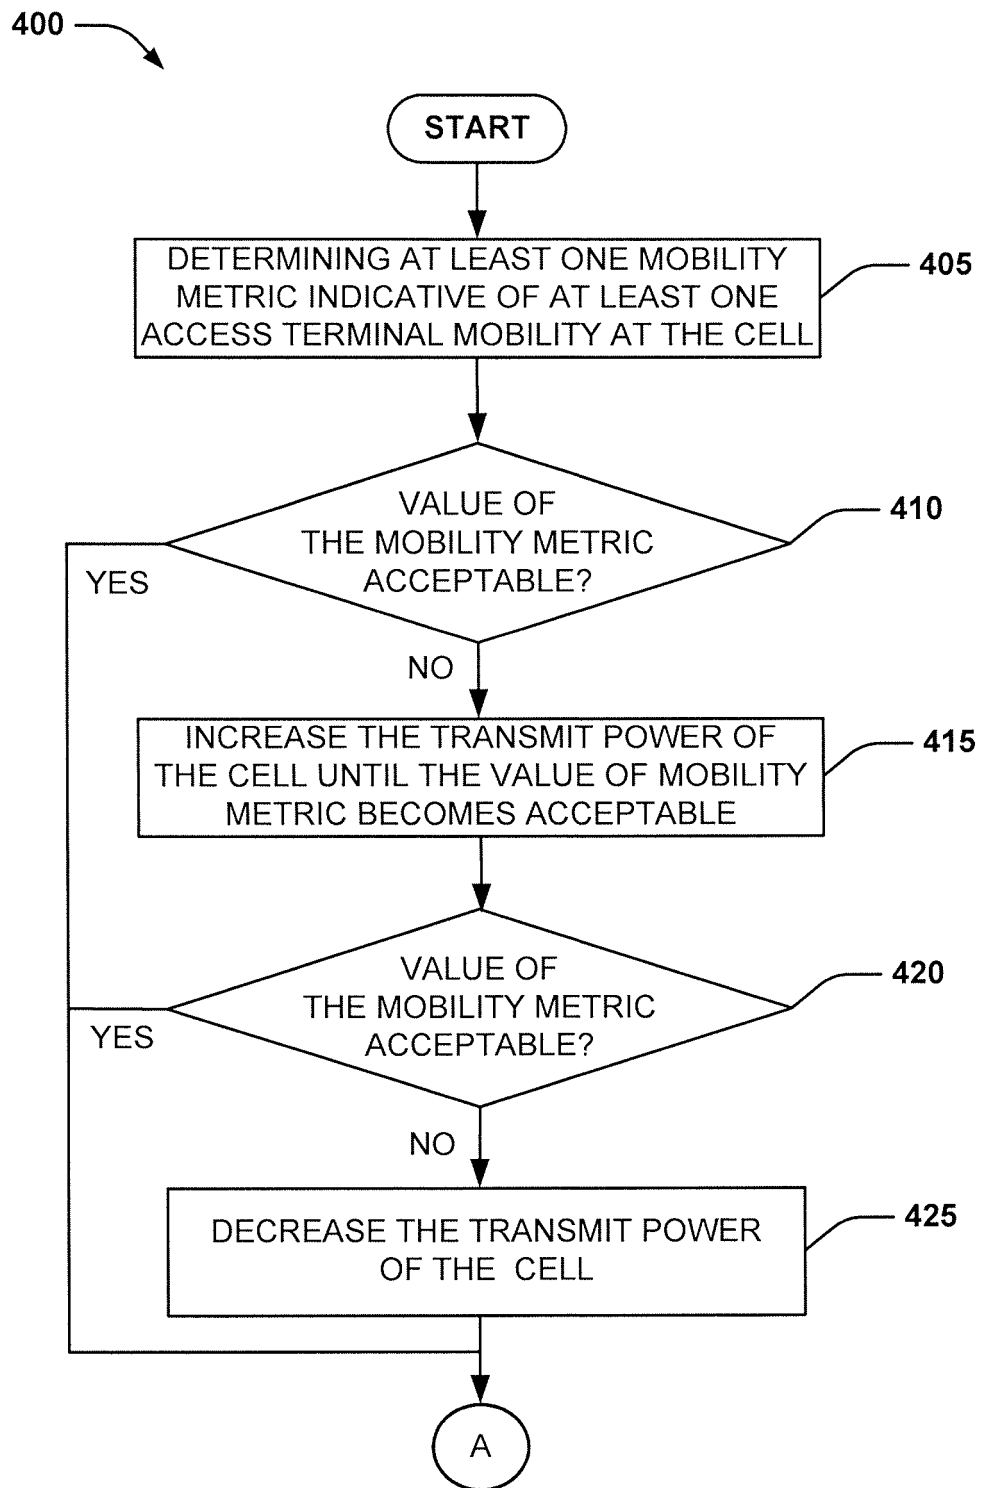 400
START
DETERMINING AT LEAST ONE MOBILITY
METRIC INDICATIVE OF AT LEAST ONE
ACCESS TERMINAL MOBILITY AT THE CELL
405
VALUE OF
THE MOBILITY METRIC
ACCEPTABLE?
410
YES
NO
INCREASE THE TRANSMIT POWER OF
THE CELL UNTIL THE VALUE OF MOBILITY
METRIC BECOMES ACCEPTABLE
415
VALUE OF
THE MOBILITY METRIC
ACCEPTABLE?
420
YES
NO
DECREASE THE TRANSMIT POWER
OF THE CELL
425
A